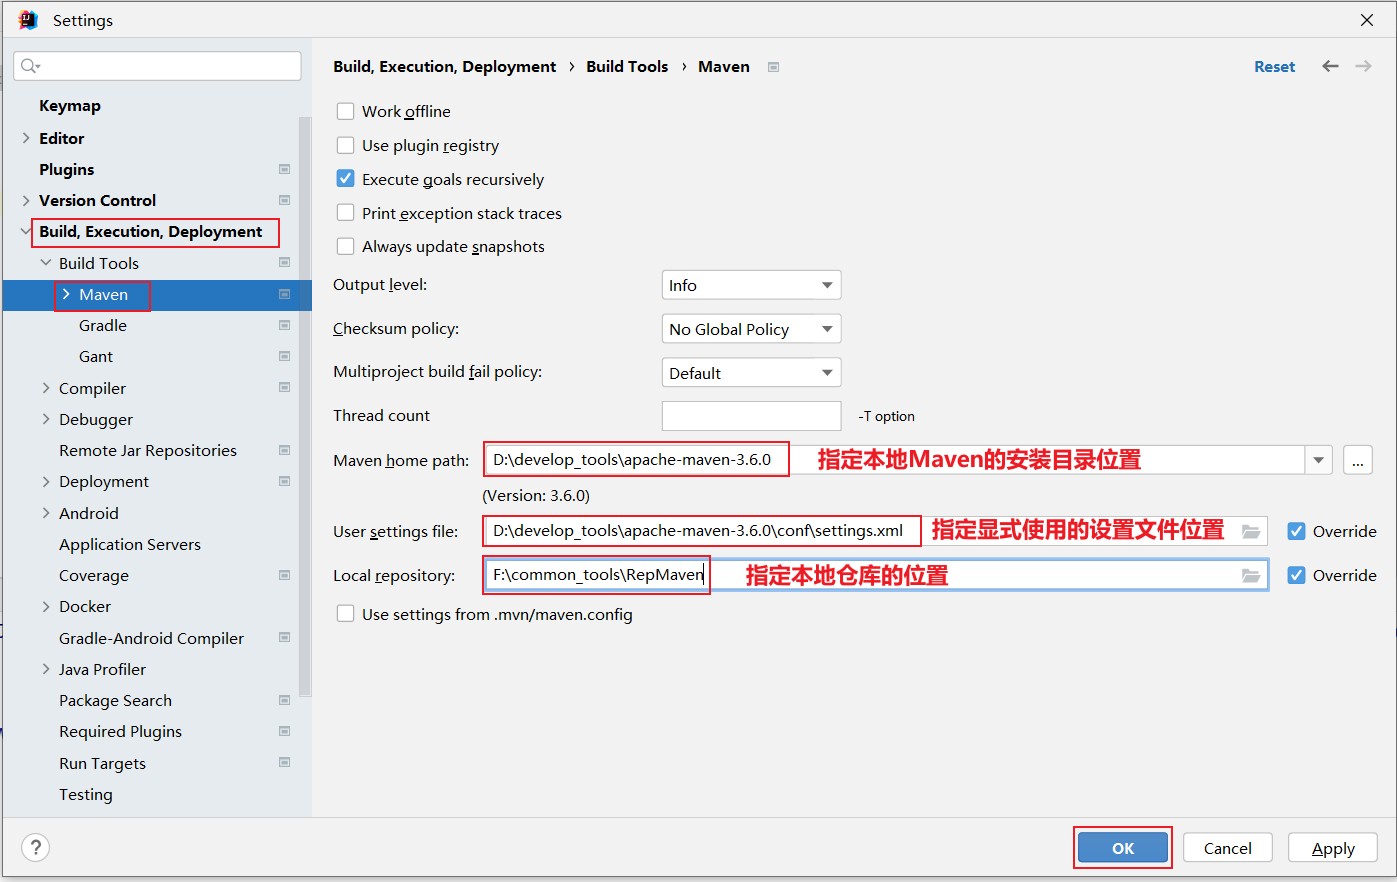 Settings
Build, Execution, Deployment › Build Tools › Maven
Reset
Keymap
Editor
Plugins
Version Control
Build, Execution, Deployment
Build Tools
Maven
Gradle
Gant
Compiler
Debugger
Remote Jar Repositories
Deployment
Android
Application Servers
Coverage
Docker
Gradle-Android Compiler
Java Profiler
Package Search
Required Plugins
Run Targets
Testing
Work offline
Use plugin registry
Execute goals recursively
Print exception stack traces
Always update snapshots
Output level: Info
Checksum policy: No Global Policy
Multiproject build fail policy: Default
Thread count -T option
Maven home path: D:\develop_tools\apache-maven-3.6.0 指定本地Maven的安装目录位置 ...
(Version: 3.6.0)
User settings file: D:\develop_tools\apache-maven-3.6.0\conf\settings.xml 指定显式使用的设置文件位置 Override
Local repository: F:\common_tools\RepMaven 指定本地仓库的位置 Override
Use settings from .mvn/maven.config
? OK Cancel Apply